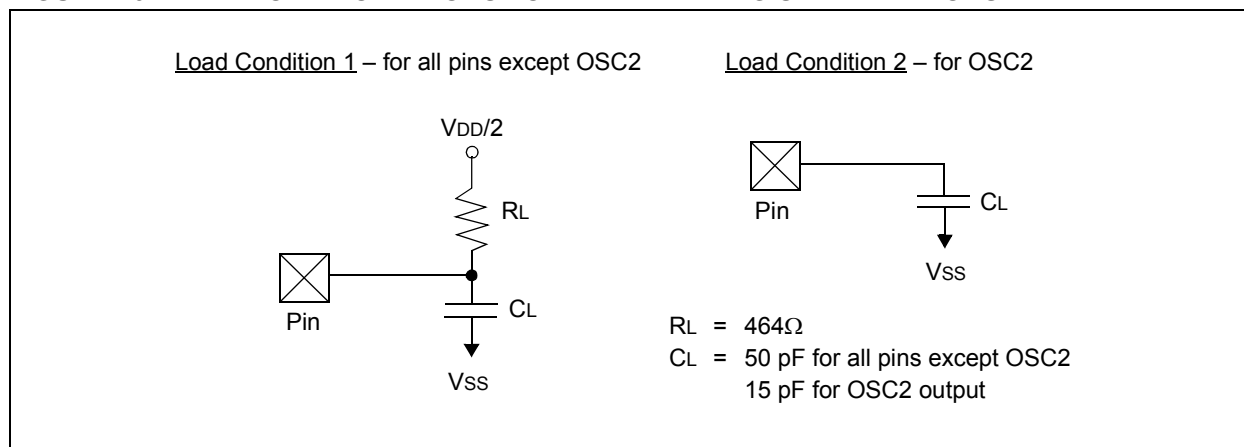 Load Condition 1 – for all pins except OSC2
Load Condition 2 – for OSC2
VDD/2
RL
Pin
CL
VSS
Pin
CL
VSS
RL = 464Ω
CL = 50 pF for all pins except OSC2
15 pF for OSC2 output